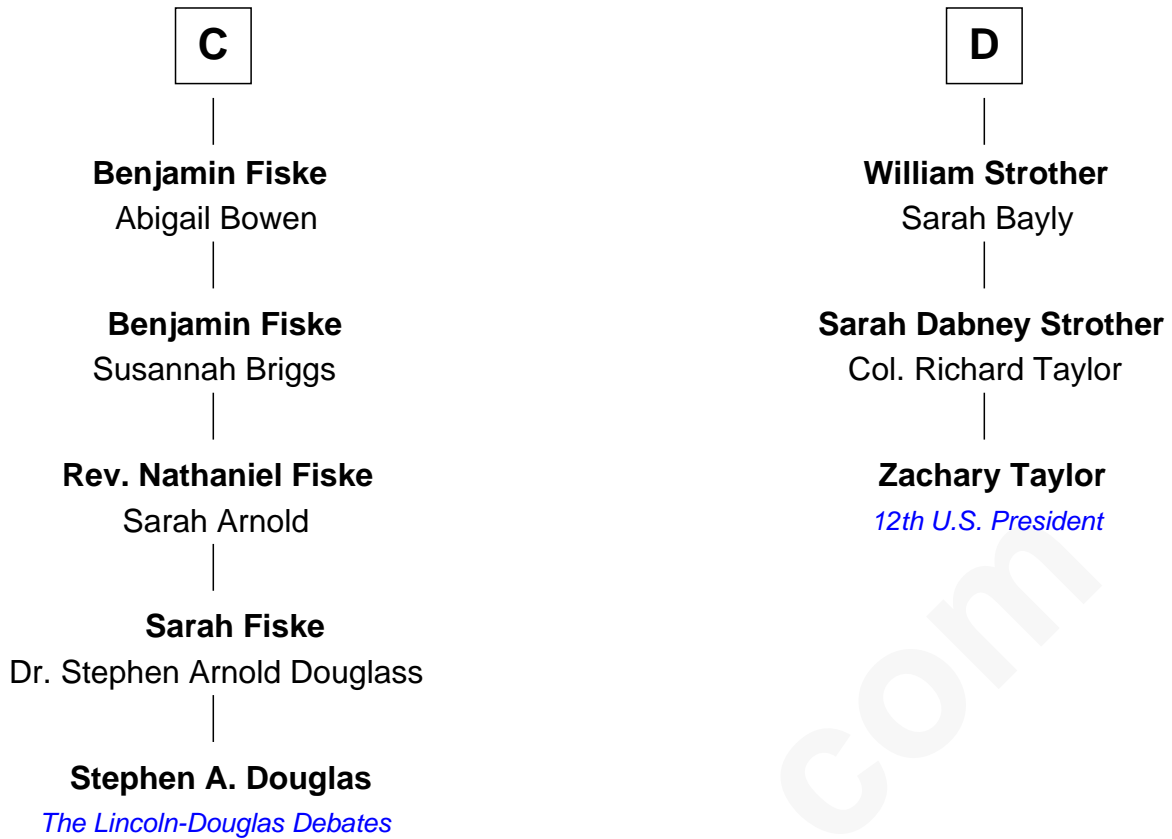 C
Benjamin Fiske
Abigail Bowen
Benjamin Fiske
Susannah Briggs
Rev. Nathaniel Fiske
Sarah Arnold
Sarah Fiske
Dr. Stephen Arnold Douglass
Stephen A. Douglas
The Lincoln-Douglas Debates
D
William Strother
Sarah Bayly
Sarah Dabney Strother
Col. Richard Taylor
Zachary Taylor
12th U.S. President
com